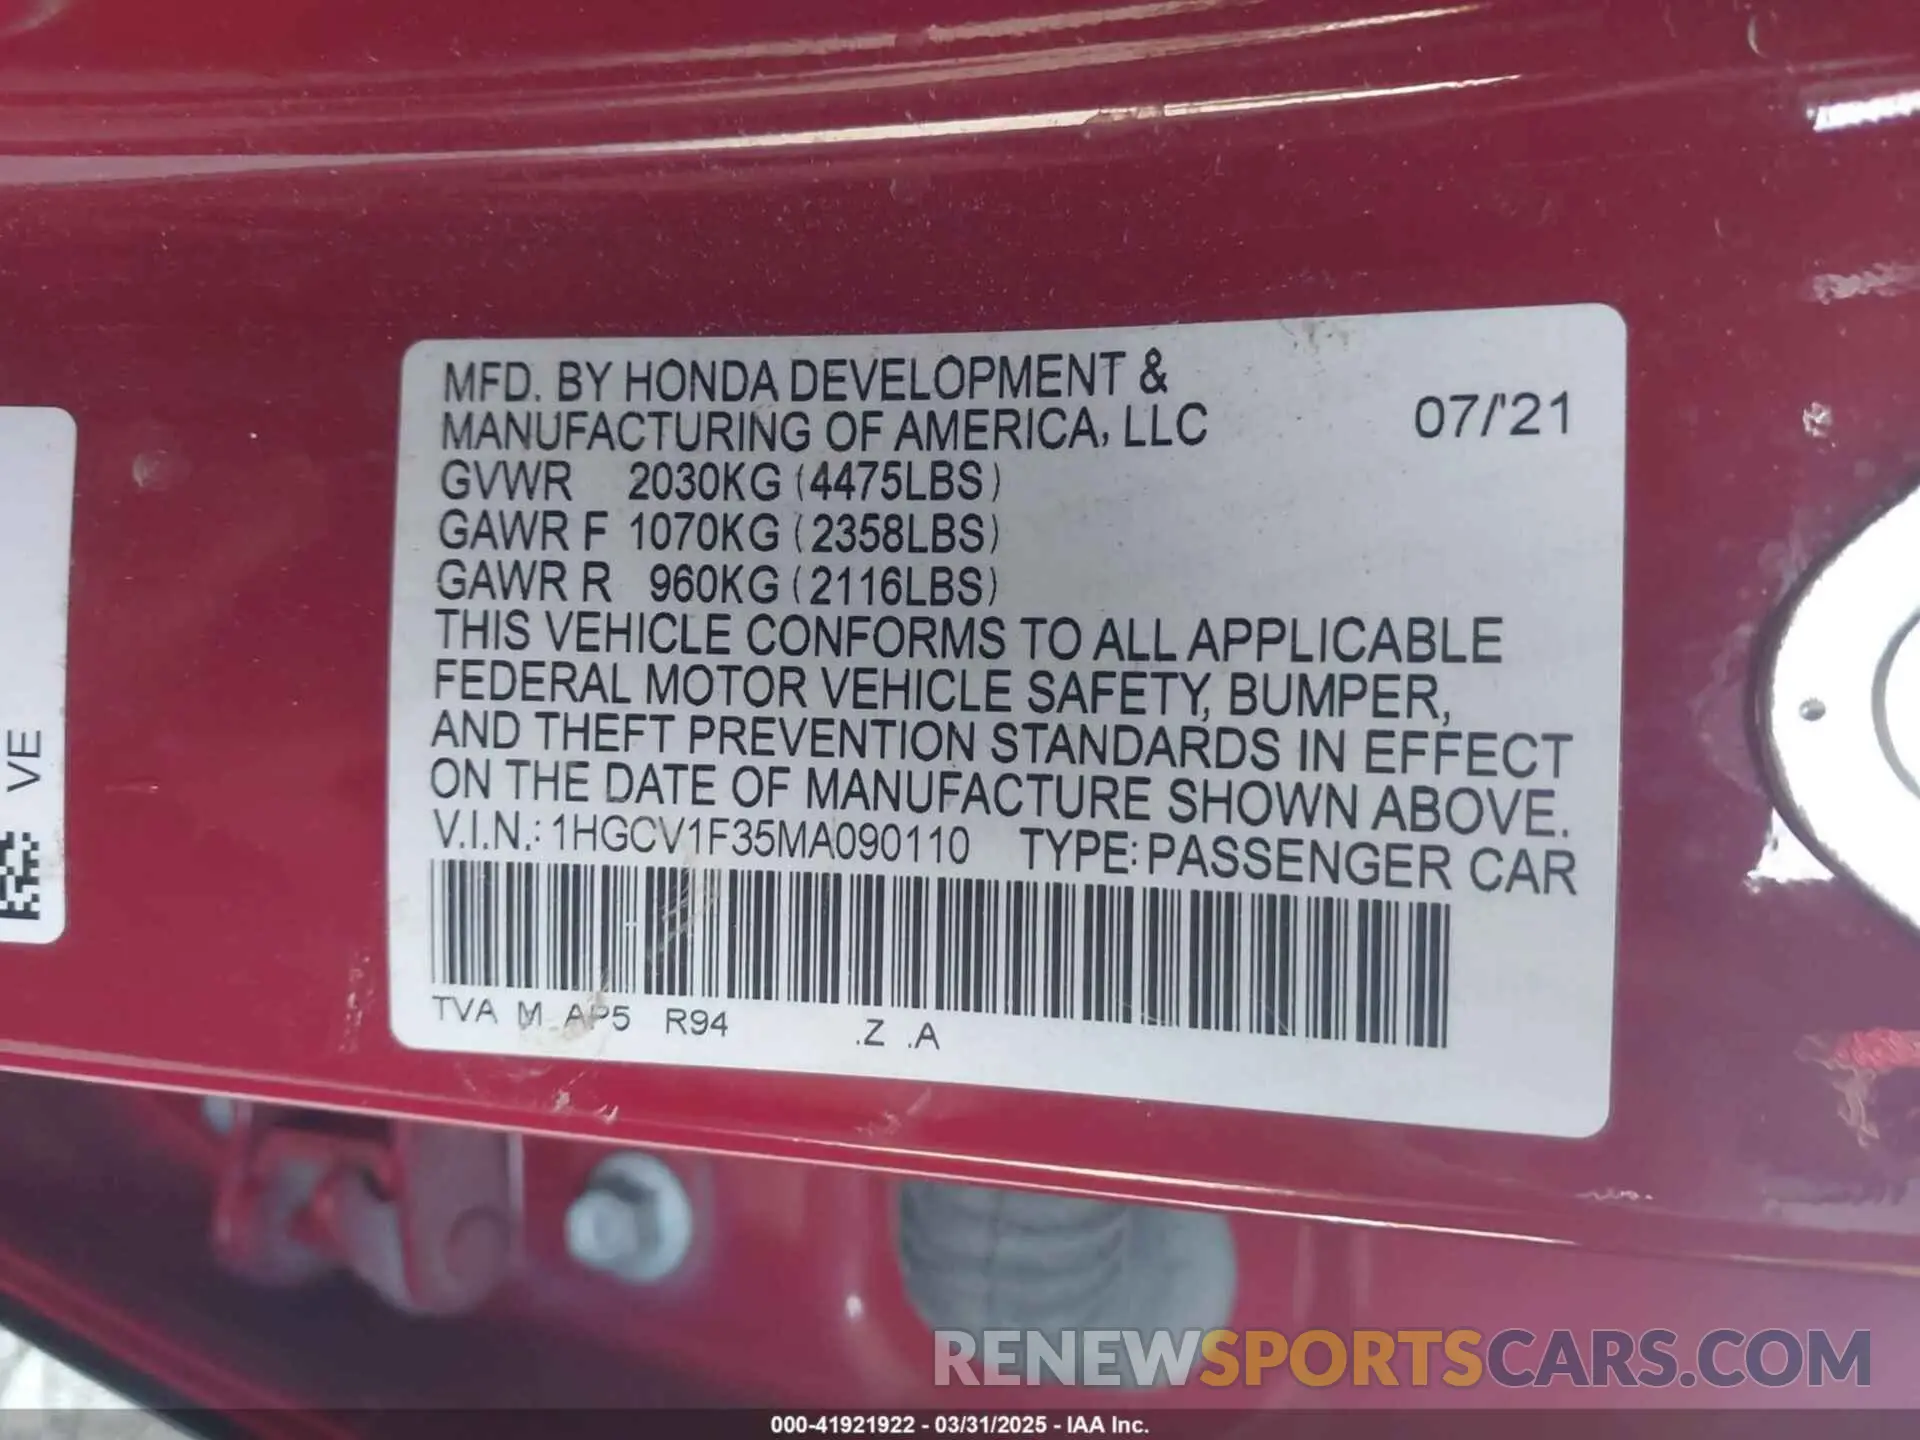 MFD. BY HONDA DEVELOPMENT &
MANUFACTURING OF AMERICA, LLC 07/'21
GVWR 2030KG (4475LBS)
GAWR F 1070KG (2358LBS)
GAWR R 960KG (2116LBS)
THIS VEHICLE CONFORMS TO ALL APPLICABLE
FEDERAL MOTOR VEHICLE SAFETY, BUMPER,
AND THEFT PREVENTION STANDARDS IN EFFECT
ON THE DATE OF MANUFACTURE SHOWN ABOVE.
V.I.N.: 1HGCV1F35MA090110 TYPE: PASSENGER CAR
TVA M AP5 R94 .Z .A
VE
RENEWSPORTSCARS.COM
000-41921922 - 03/31/2025 - IAA Inc.